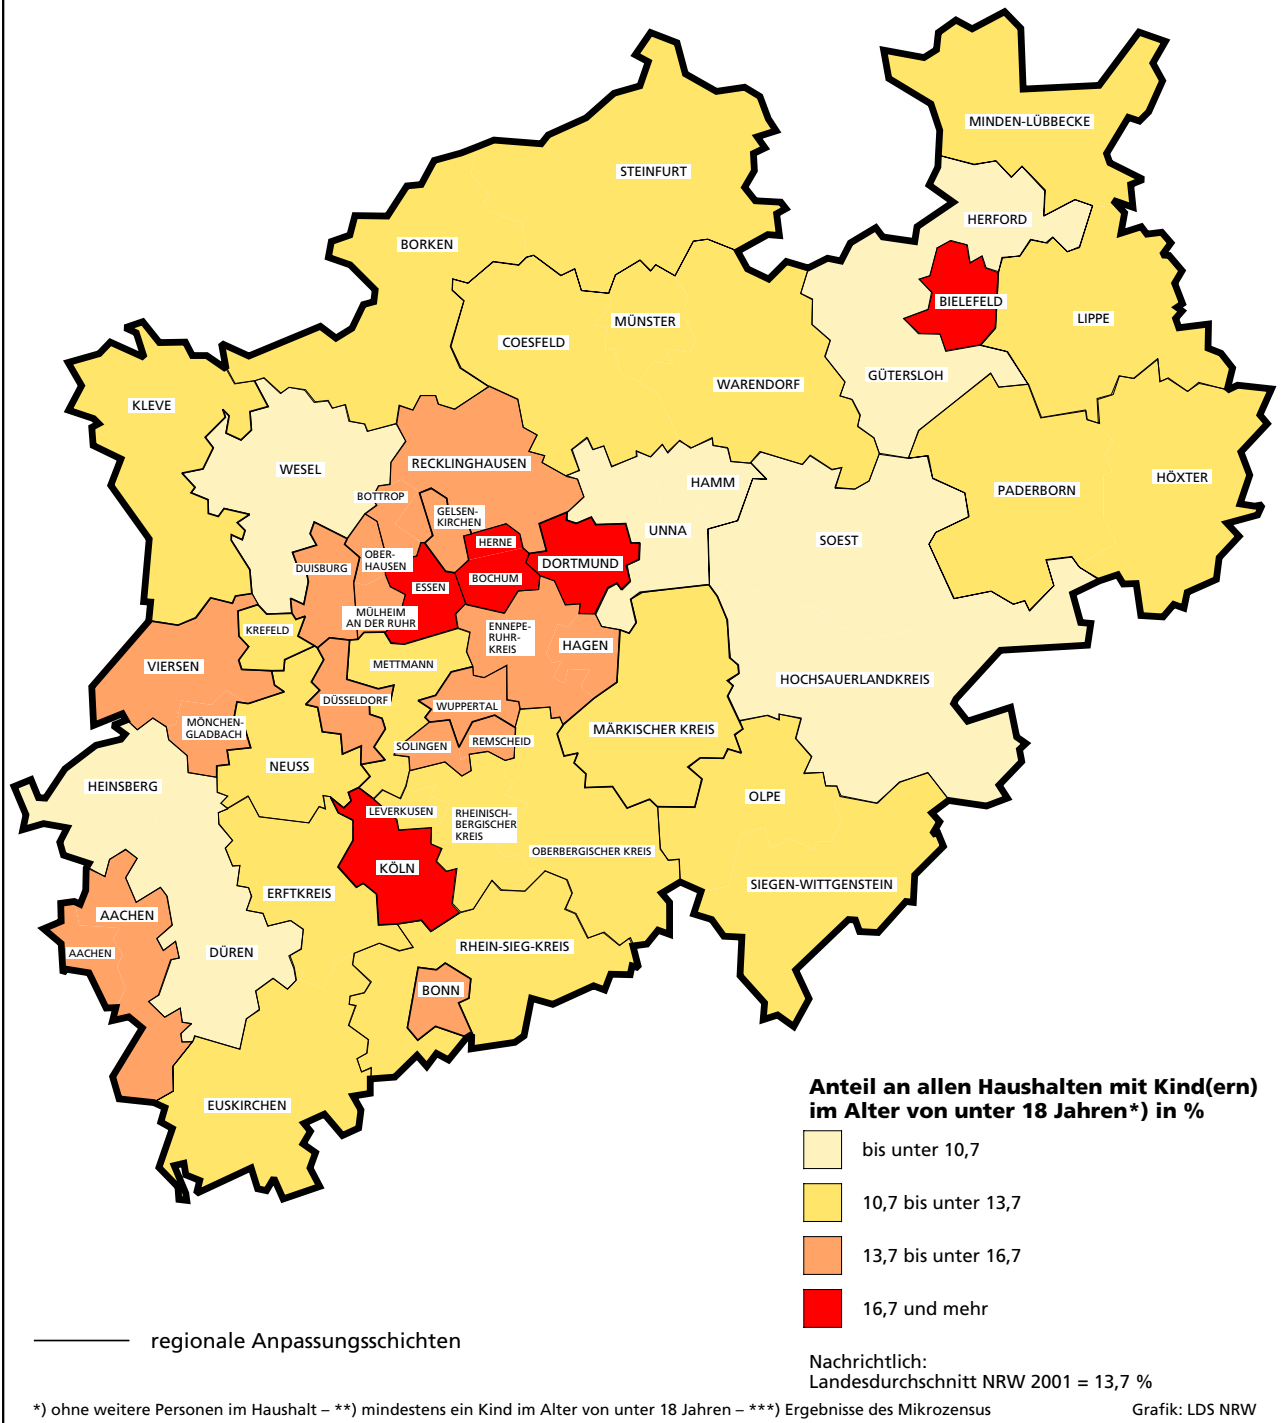 MINDEN-LÜBBECKE
STEINFURT
HERFORD
BORKEN
BIELEFELD
LIPPE
MÜNSTER
COESFELD
GÜTERSLOH
WARENDORF
KLEVE
RECKLINGHAUSEN
WESEL
HÖXTER
HAMM
PADERBORN
BOTTROP
GELSEN-
KIRCHEN
UNNA
SOEST
HERNE
OBER-
HAUSEN
DORTMUND
DUISBURG
BOCHUM
ESSEN
MÜLHEIM
AN DER RUHR
KREFELD
ENNEPE-
RUHR-
KREIS
HAGEN
METTMANN
VIERSEN
HOCHSAUERLANDKREIS
DÜSSELDORF
WUPPERTAL
MÖNCHEN-
GLADBACH
MÄRKISCHER KREIS
SOLINGEN
REMSCHEID
NEUSS
HEINSBERG
OLPE
LEVERKUSEN
RHEINISCH-
BERGISCHER
KREIS
OBERBERGISCHER KREIS
KÖLN
SIEGEN-WITTGENSTEIN
ERFTKREIS
AACHEN
RHEIN-SIEG-KREIS
AACHEN
DÜREN
BONN
EUSKIRCHEN
Anteil an allen Haushalten mit Kind(ern)
im Alter von unter 18 Jahren*) in %
bis unter 10,7
10,7 bis unter 13,7
13,7 bis unter 16,7
16,7 und mehr
regionale Anpassungsschichten
Nachrichtlich:
Landesdurchschnitt NRW 2001 = 13,7 %
*) ohne weitere Personen im Haushalt – **) mindestens ein Kind im Alter von unter 18 Jahren – ***) Ergebnisse des Mikrozensus
Grafik: LDS NRW